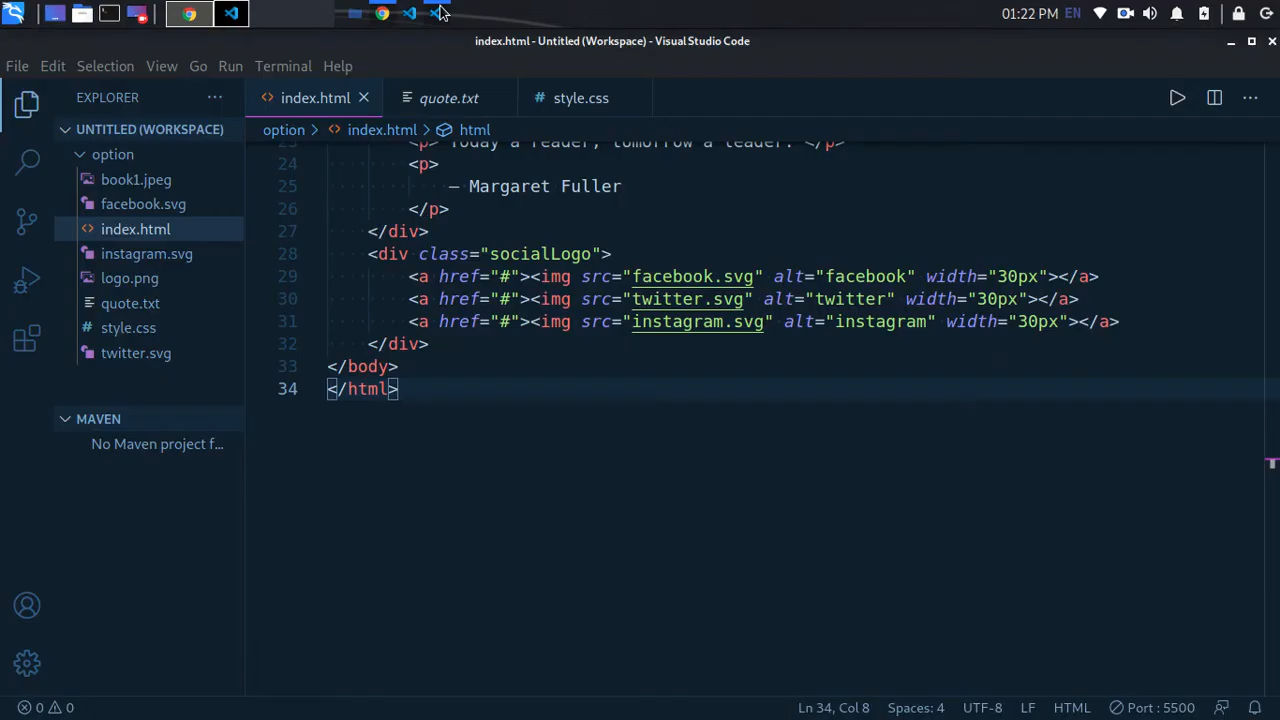 01:22 PM EN
index.html - Untitled (Workspace) - Visual Studio Code
File Edit Selection View Go Run Terminal Help
EXPLORER
index.html
quote.txt
style.css
UNTITLED (WORKSPACE)
option
book1.jpeg
facebook.svg
index.html
instagram.svg
logo.png
quote.txt
style.css
twitter.svg
MAVEN
No Maven project f...
option > index.html > html
23 <p> Today a reader, tomorrow a leader. </p>
24 <p>
25 — Margaret Fuller
26 </p>
27 </div>
28 <div class="socialLogo">
29 <a href="#"><img src="facebook.svg" alt="facebook" width="30px"></a>
30 <a href="#"><img src="twitter.svg" alt="twitter" width="30px"></a>
31 <a href="#"><img src="instagram.svg" alt="instagram" width="30px"></a>
32 </div>
33 </body>
34 </html>
0 0
Ln 34, Col 8 Spaces: 4 UTF-8 LF HTML Port : 5500